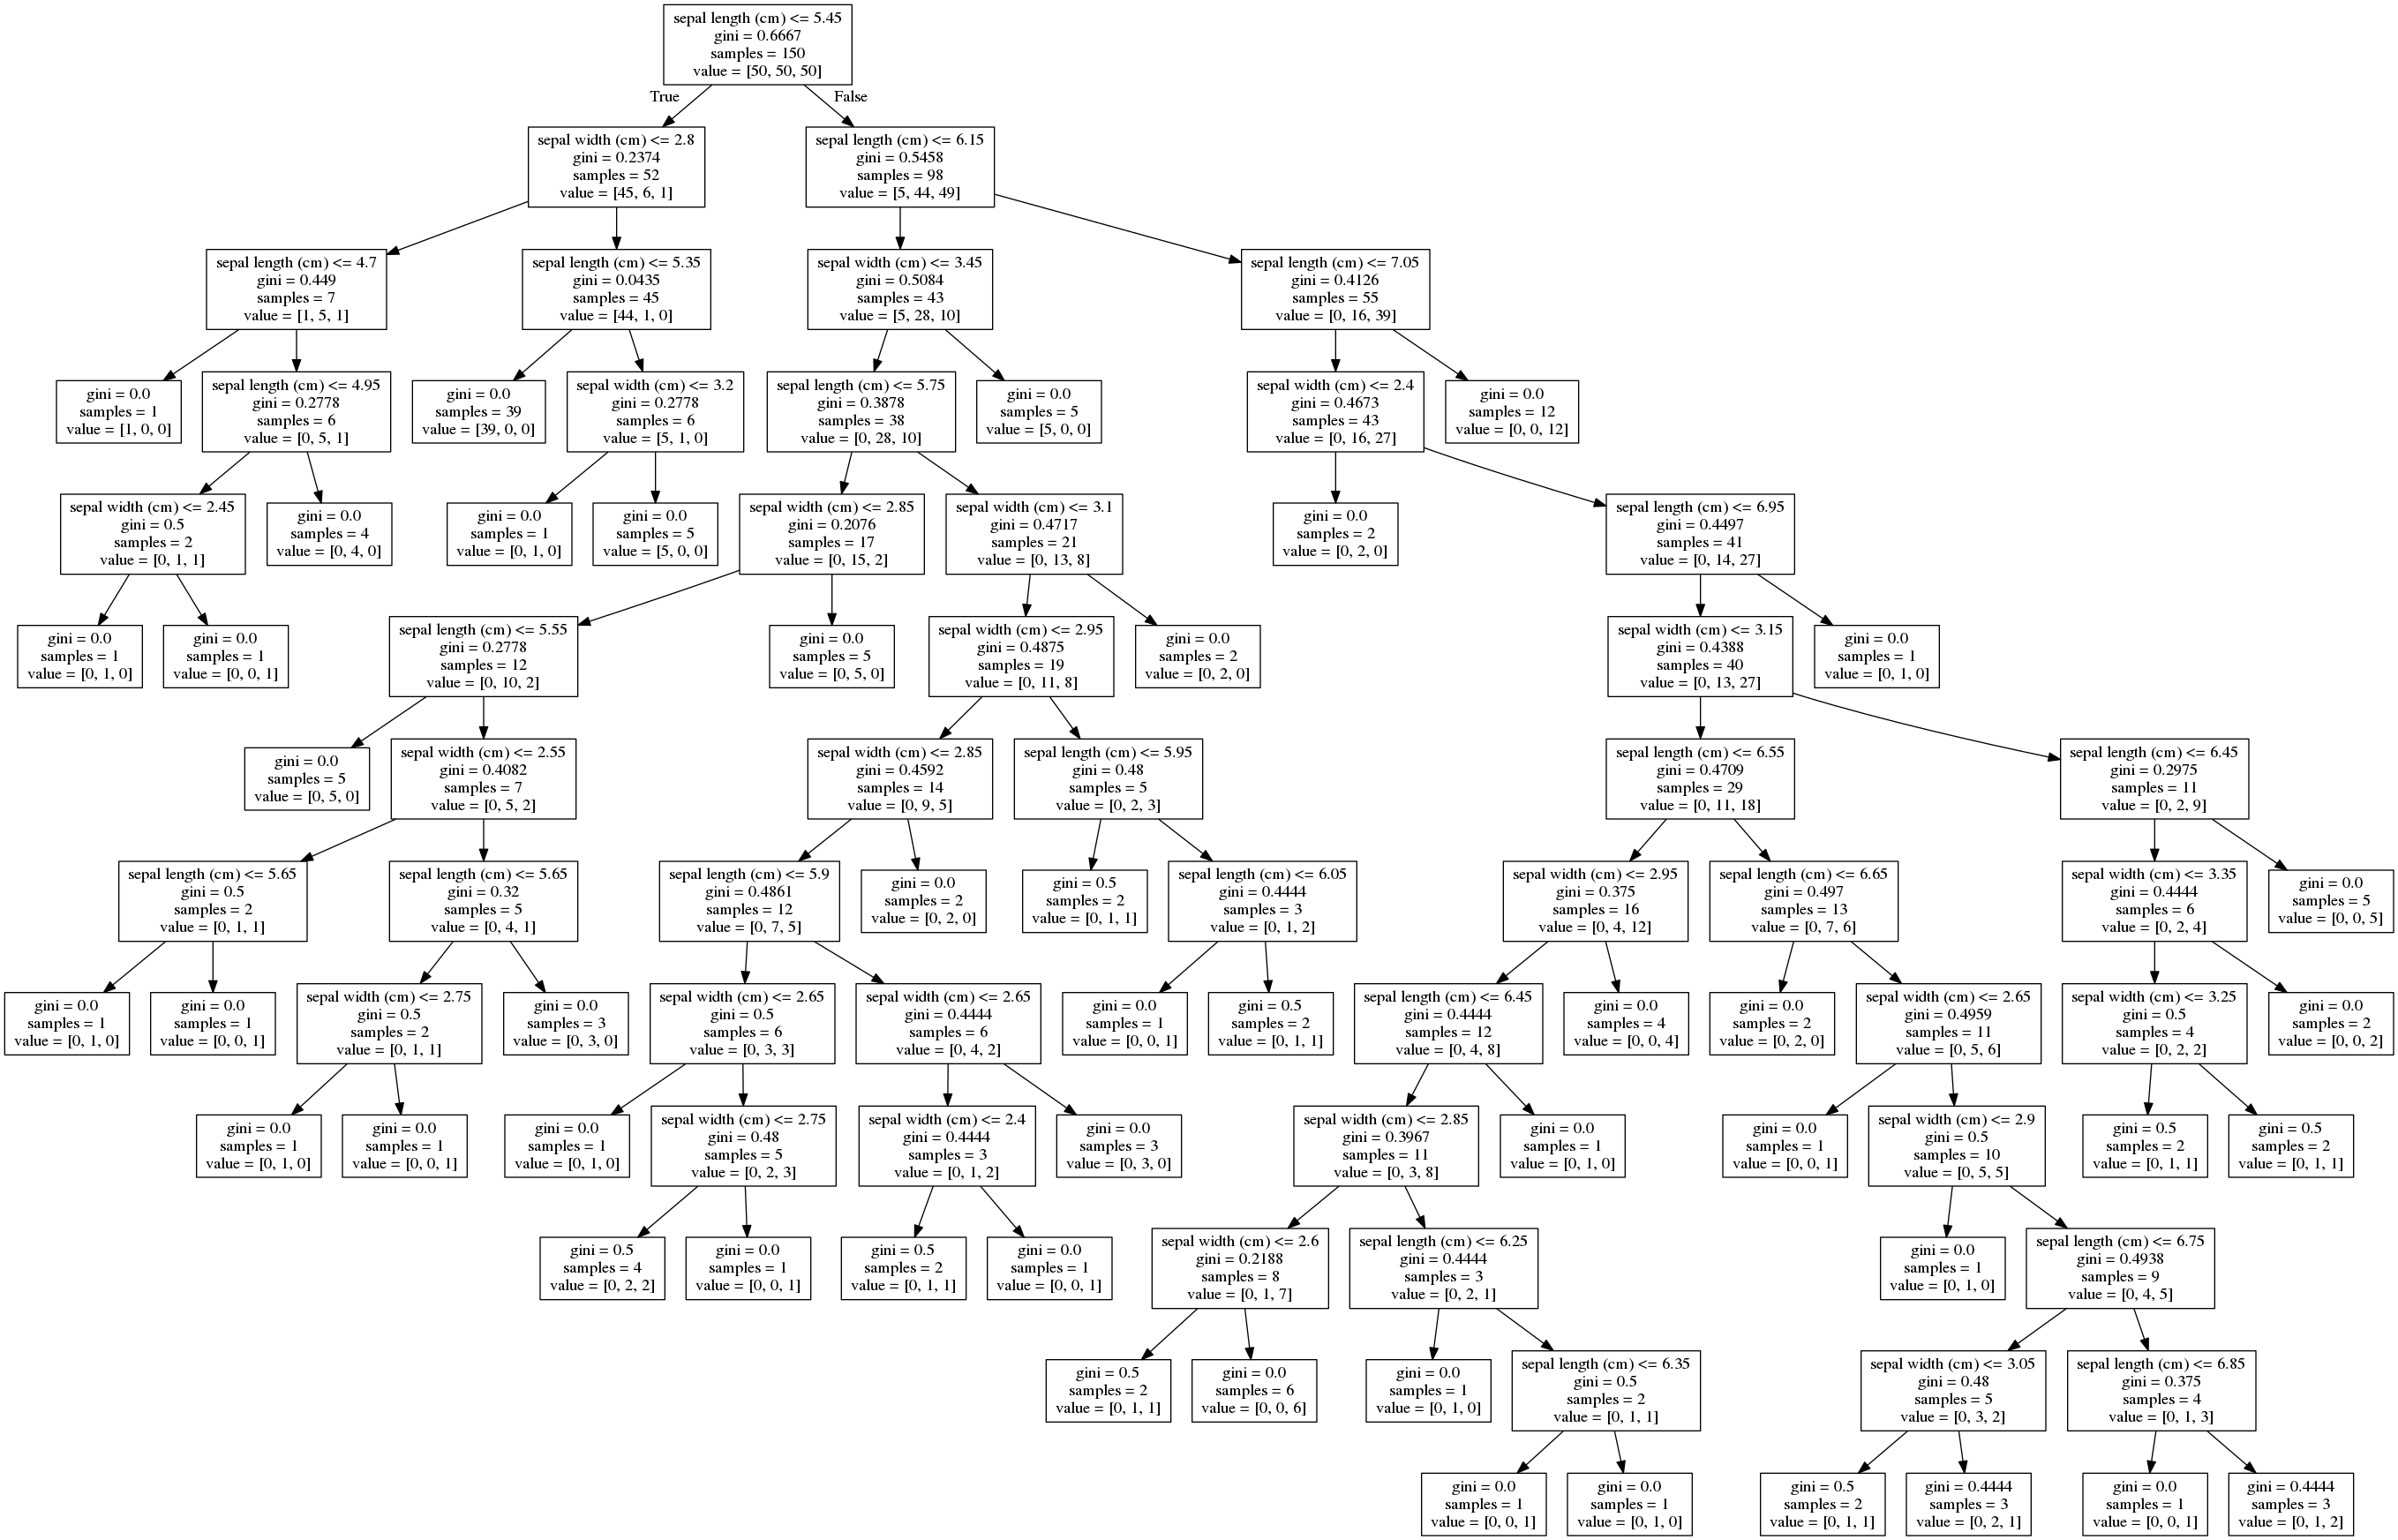 sepal length (cm) <= 5.45
gini = 0.6667
samples = 150
value = [50, 50, 50]
True
False
sepal width (cm) <= 2.8
gini = 0.2374
samples = 52
value = [45, 6, 1]
sepal length (cm) <= 6.15
gini = 0.5458
samples = 98
value = [5, 44, 49]
sepal length (cm) <= 4.7
gini = 0.449
samples = 7
value = [1, 5, 1]
sepal length (cm) <= 5.35
gini = 0.0435
samples = 45
value = [44, 1, 0]
sepal width (cm) <= 3.45
gini = 0.5084
samples = 43
value = [5, 28, 10]
sepal length (cm) <= 7.05
gini = 0.4126
samples = 55
value = [0, 16, 39]
gini = 0.0
samples = 1
value = [1, 0, 0]
sepal length (cm) <= 4.95
gini = 0.2778
samples = 6
value = [0, 5, 1]
gini = 0.0
samples = 39
value = [39, 0, 0]
sepal width (cm) <= 3.2
gini = 0.2778
samples = 6
value = [5, 1, 0]
sepal length (cm) <= 5.75
gini = 0.3878
samples = 38
value = [0, 28, 10]
gini = 0.0
samples = 5
value = [5, 0, 0]
sepal width (cm) <= 2.4
gini = 0.4673
samples = 43
value = [0, 16, 27]
gini = 0.0
samples = 12
value = [0, 0, 12]
sepal width (cm) <= 2.45
gini = 0.5
samples = 2
value = [0, 1, 1]
gini = 0.0
samples = 4
value = [0, 4, 0]
gini = 0.0
samples = 1
value = [0, 1, 0]
gini = 0.0
samples = 5
value = [5, 0, 0]
sepal width (cm) <= 2.85
gini = 0.2076
samples = 17
value = [0, 15, 2]
sepal width (cm) <= 3.1
gini = 0.4717
samples = 21
value = [0, 13, 8]
gini = 0.0
samples = 2
value = [0, 2, 0]
sepal length (cm) <= 6.95
gini = 0.4497
samples = 41
value = [0, 14, 27]
gini = 0.0
samples = 1
value = [0, 1, 0]
gini = 0.0
samples = 1
value = [0, 0, 1]
sepal length (cm) <= 5.55
gini = 0.2778
samples = 12
value = [0, 10, 2]
gini = 0.0
samples = 5
value = [0, 5, 0]
sepal width (cm) <= 2.95
gini = 0.4875
samples = 19
value = [0, 11, 8]
gini = 0.0
samples = 2
value = [0, 2, 0]
sepal width (cm) <= 3.15
gini = 0.4388
samples = 40
value = [0, 13, 27]
gini = 0.0
samples = 1
value = [0, 1, 0]
gini = 0.0
samples = 5
value = [0, 5, 0]
sepal width (cm) <= 2.55
gini = 0.4082
samples = 7
value = [0, 5, 2]
sepal width (cm) <= 2.85
gini = 0.4592
samples = 14
value = [0, 9, 5]
sepal length (cm) <= 5.95
gini = 0.48
samples = 5
value = [0, 2, 3]
sepal length (cm) <= 6.55
gini = 0.4709
samples = 29
value = [0, 11, 18]
sepal length (cm) <= 6.45
gini = 0.2975
samples = 11
value = [0, 2, 9]
sepal length (cm) <= 5.65
gini = 0.5
samples = 2
value = [0, 1, 1]
sepal length (cm) <= 5.65
gini = 0.32
samples = 5
value = [0, 4, 1]
sepal length (cm) <= 5.9
gini = 0.4861
samples = 12
value = [0, 7, 5]
gini = 0.0
samples = 2
value = [0, 2, 0]
gini = 0.5
samples = 2
value = [0, 1, 1]
sepal length (cm) <= 6.05
gini = 0.4444
samples = 3
value = [0, 1, 2]
sepal width (cm) <= 2.95
gini = 0.375
samples = 16
value = [0, 4, 12]
sepal length (cm) <= 6.65
gini = 0.497
samples = 13
value = [0, 7, 6]
sepal width (cm) <= 3.35
gini = 0.4444
samples = 6
value = [0, 2, 4]
gini = 0.0
samples = 5
value = [0, 0, 5]
gini = 0.0
samples = 1
value = [0, 1, 0]
gini = 0.0
samples = 1
value = [0, 0, 1]
sepal width (cm) <= 2.75
gini = 0.5
samples = 2
value = [0, 1, 1]
gini = 0.0
samples = 3
value = [0, 3, 0]
sepal width (cm) <= 2.65
gini = 0.5
samples = 6
value = [0, 3, 3]
sepal width (cm) <= 2.65
gini = 0.4444
samples = 6
value = [0, 4, 2]
gini = 0.0
samples = 1
value = [0, 0, 1]
gini = 0.5
samples = 2
value = [0, 1, 1]
sepal length (cm) <= 6.45
gini = 0.4444
samples = 12
value = [0, 4, 8]
gini = 0.0
samples = 4
value = [0, 0, 4]
gini = 0.0
samples = 2
value = [0, 2, 0]
sepal width (cm) <= 2.65
gini = 0.4959
samples = 11
value = [0, 5, 6]
sepal width (cm) <= 3.25
gini = 0.5
samples = 4
value = [0, 2, 2]
gini = 0.0
samples = 2
value = [0, 0, 2]
gini = 0.0
samples = 1
value = [0, 1, 0]
gini = 0.0
samples = 1
value = [0, 0, 1]
gini = 0.0
samples = 1
value = [0, 1, 0]
sepal width (cm) <= 2.75
gini = 0.48
samples = 5
value = [0, 2, 3]
sepal width (cm) <= 2.4
gini = 0.4444
samples = 3
value = [0, 1, 2]
gini = 0.0
samples = 3
value = [0, 3, 0]
sepal width (cm) <= 2.85
gini = 0.3967
samples = 11
value = [0, 3, 8]
gini = 0.0
samples = 1
value = [0, 1, 0]
gini = 0.0
samples = 1
value = [0, 0, 1]
sepal width (cm) <= 2.9
gini = 0.5
samples = 10
value = [0, 5, 5]
gini = 0.5
samples = 2
value = [0, 1, 1]
gini = 0.5
samples = 2
value = [0, 1, 1]
gini = 0.5
samples = 4
value = [0, 2, 2]
gini = 0.0
samples = 1
value = [0, 0, 1]
gini = 0.5
samples = 2
value = [0, 1, 1]
gini = 0.0
samples = 1
value = [0, 0, 1]
sepal width (cm) <= 2.6
gini = 0.2188
samples = 8
value = [0, 1, 7]
sepal length (cm) <= 6.25
gini = 0.4444
samples = 3
value = [0, 2, 1]
gini = 0.0
samples = 1
value = [0, 1, 0]
sepal length (cm) <= 6.75
gini = 0.4938
samples = 9
value = [0, 4, 5]
gini = 0.5
samples = 2
value = [0, 1, 1]
gini = 0.0
samples = 6
value = [0, 0, 6]
gini = 0.0
samples = 1
value = [0, 1, 0]
sepal length (cm) <= 6.35
gini = 0.5
samples = 2
value = [0, 1, 1]
sepal width (cm) <= 3.05
gini = 0.48
samples = 5
value = [0, 3, 2]
sepal length (cm) <= 6.85
gini = 0.375
samples = 4
value = [0, 1, 3]
gini = 0.0
samples = 1
value = [0, 0, 1]
gini = 0.0
samples = 1
value = [0, 1, 0]
gini = 0.5
samples = 2
value = [0, 1, 1]
gini = 0.4444
samples = 3
value = [0, 2, 1]
gini = 0.0
samples = 1
value = [0, 0, 1]
gini = 0.4444
samples = 3
value = [0, 1, 2]